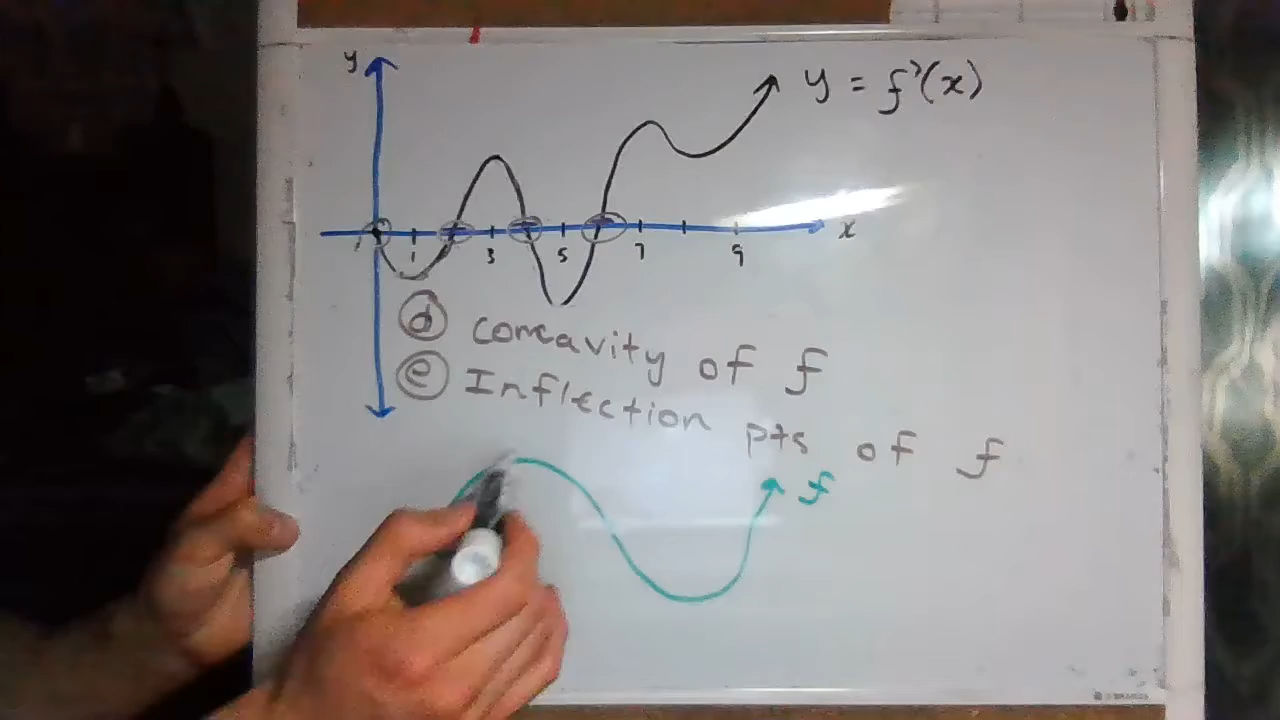 y
y = f'(x)
x
1 3 5 7 9
d concavity of f
e Inflection pts of f
f